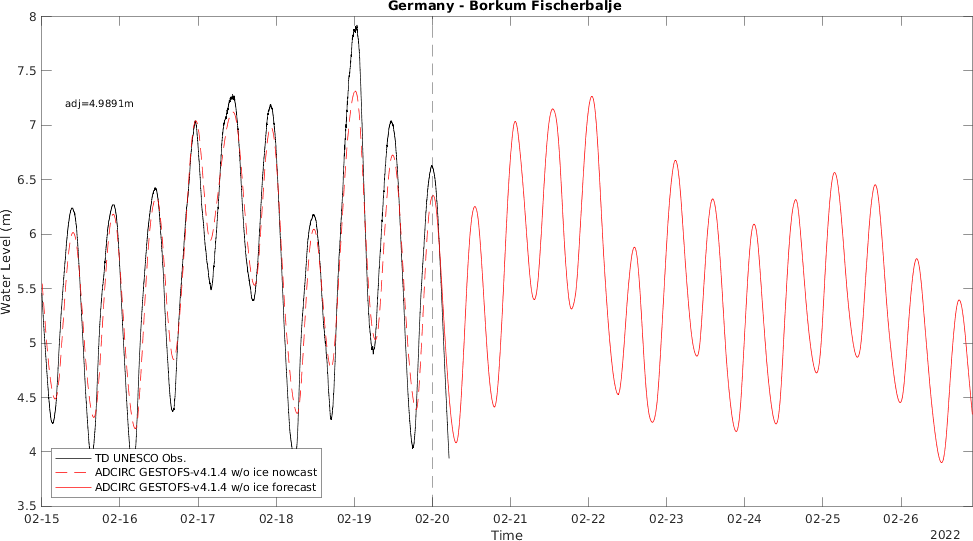 Germany - Borkum Fischerbalje
8
7.5
adj=4.9891m
7
6.5
6
5.5
5
4.5
4
3.5
Water Level (m)
TD UNESCO Obs.
ADCIRC GESTOFS-v4.1.4 w/o ice nowcast
ADCIRC GESTOFS-v4.1.4 w/o ice forecast
02-15 02-16 02-17 02-18 02-19 02-20 02-21 02-22 02-23 02-24 02-25 02-26
Time
2022